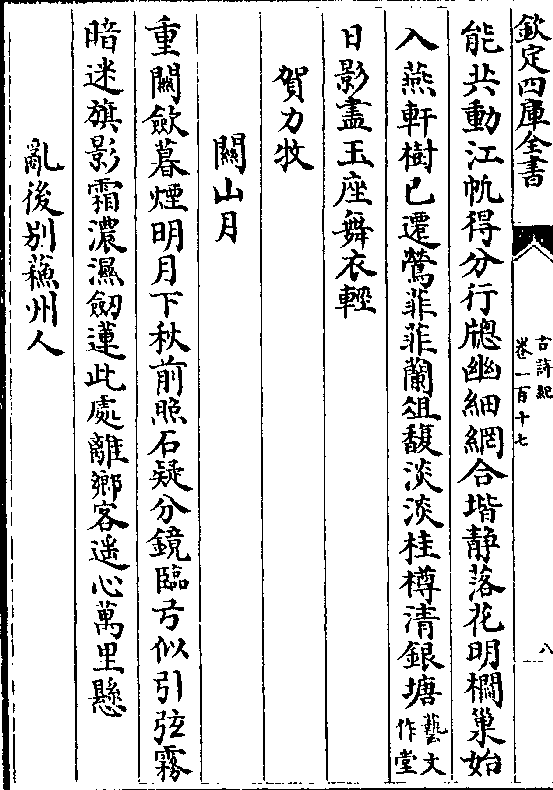 欽定四庫全書
古詩紀
卷一百十七
八
能共動江帆得分行牕幽細網合堦静落花明櫩巢始
入燕軒樹已遷鶯菲菲蘭俎馥淡淡桂樽清銀塘藝文作堂
日影盡玉座舞衣輕
賀力牧
關山月
重關斂暮煙明月下秋前照石疑分鏡臨弓似引弦霧
暗迷旗影霜濃濕劒蓮此處離鄉客遥心萬里懸
亂後别蘓州人